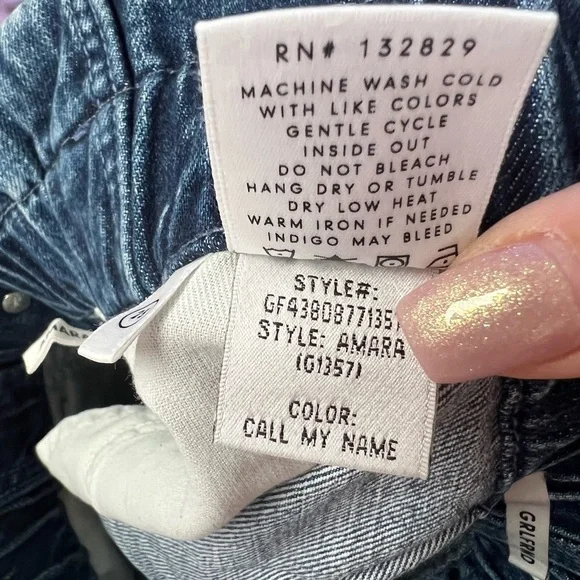 RN# 132829
MACHINE WASH COLD
WITH LIKE COLORS
GENTLE CYCLE
INSIDE OUT
DO NOT BLEACH
HANG DRY OR TUMBLE
DRY LOW HEAT
WARM IRON IF NEEDED
INDIGO MAY BLEED
STYLE#:
STYLE: AMARA
(G1357)
COLOR:
CALL MY NAME
GRLFRND